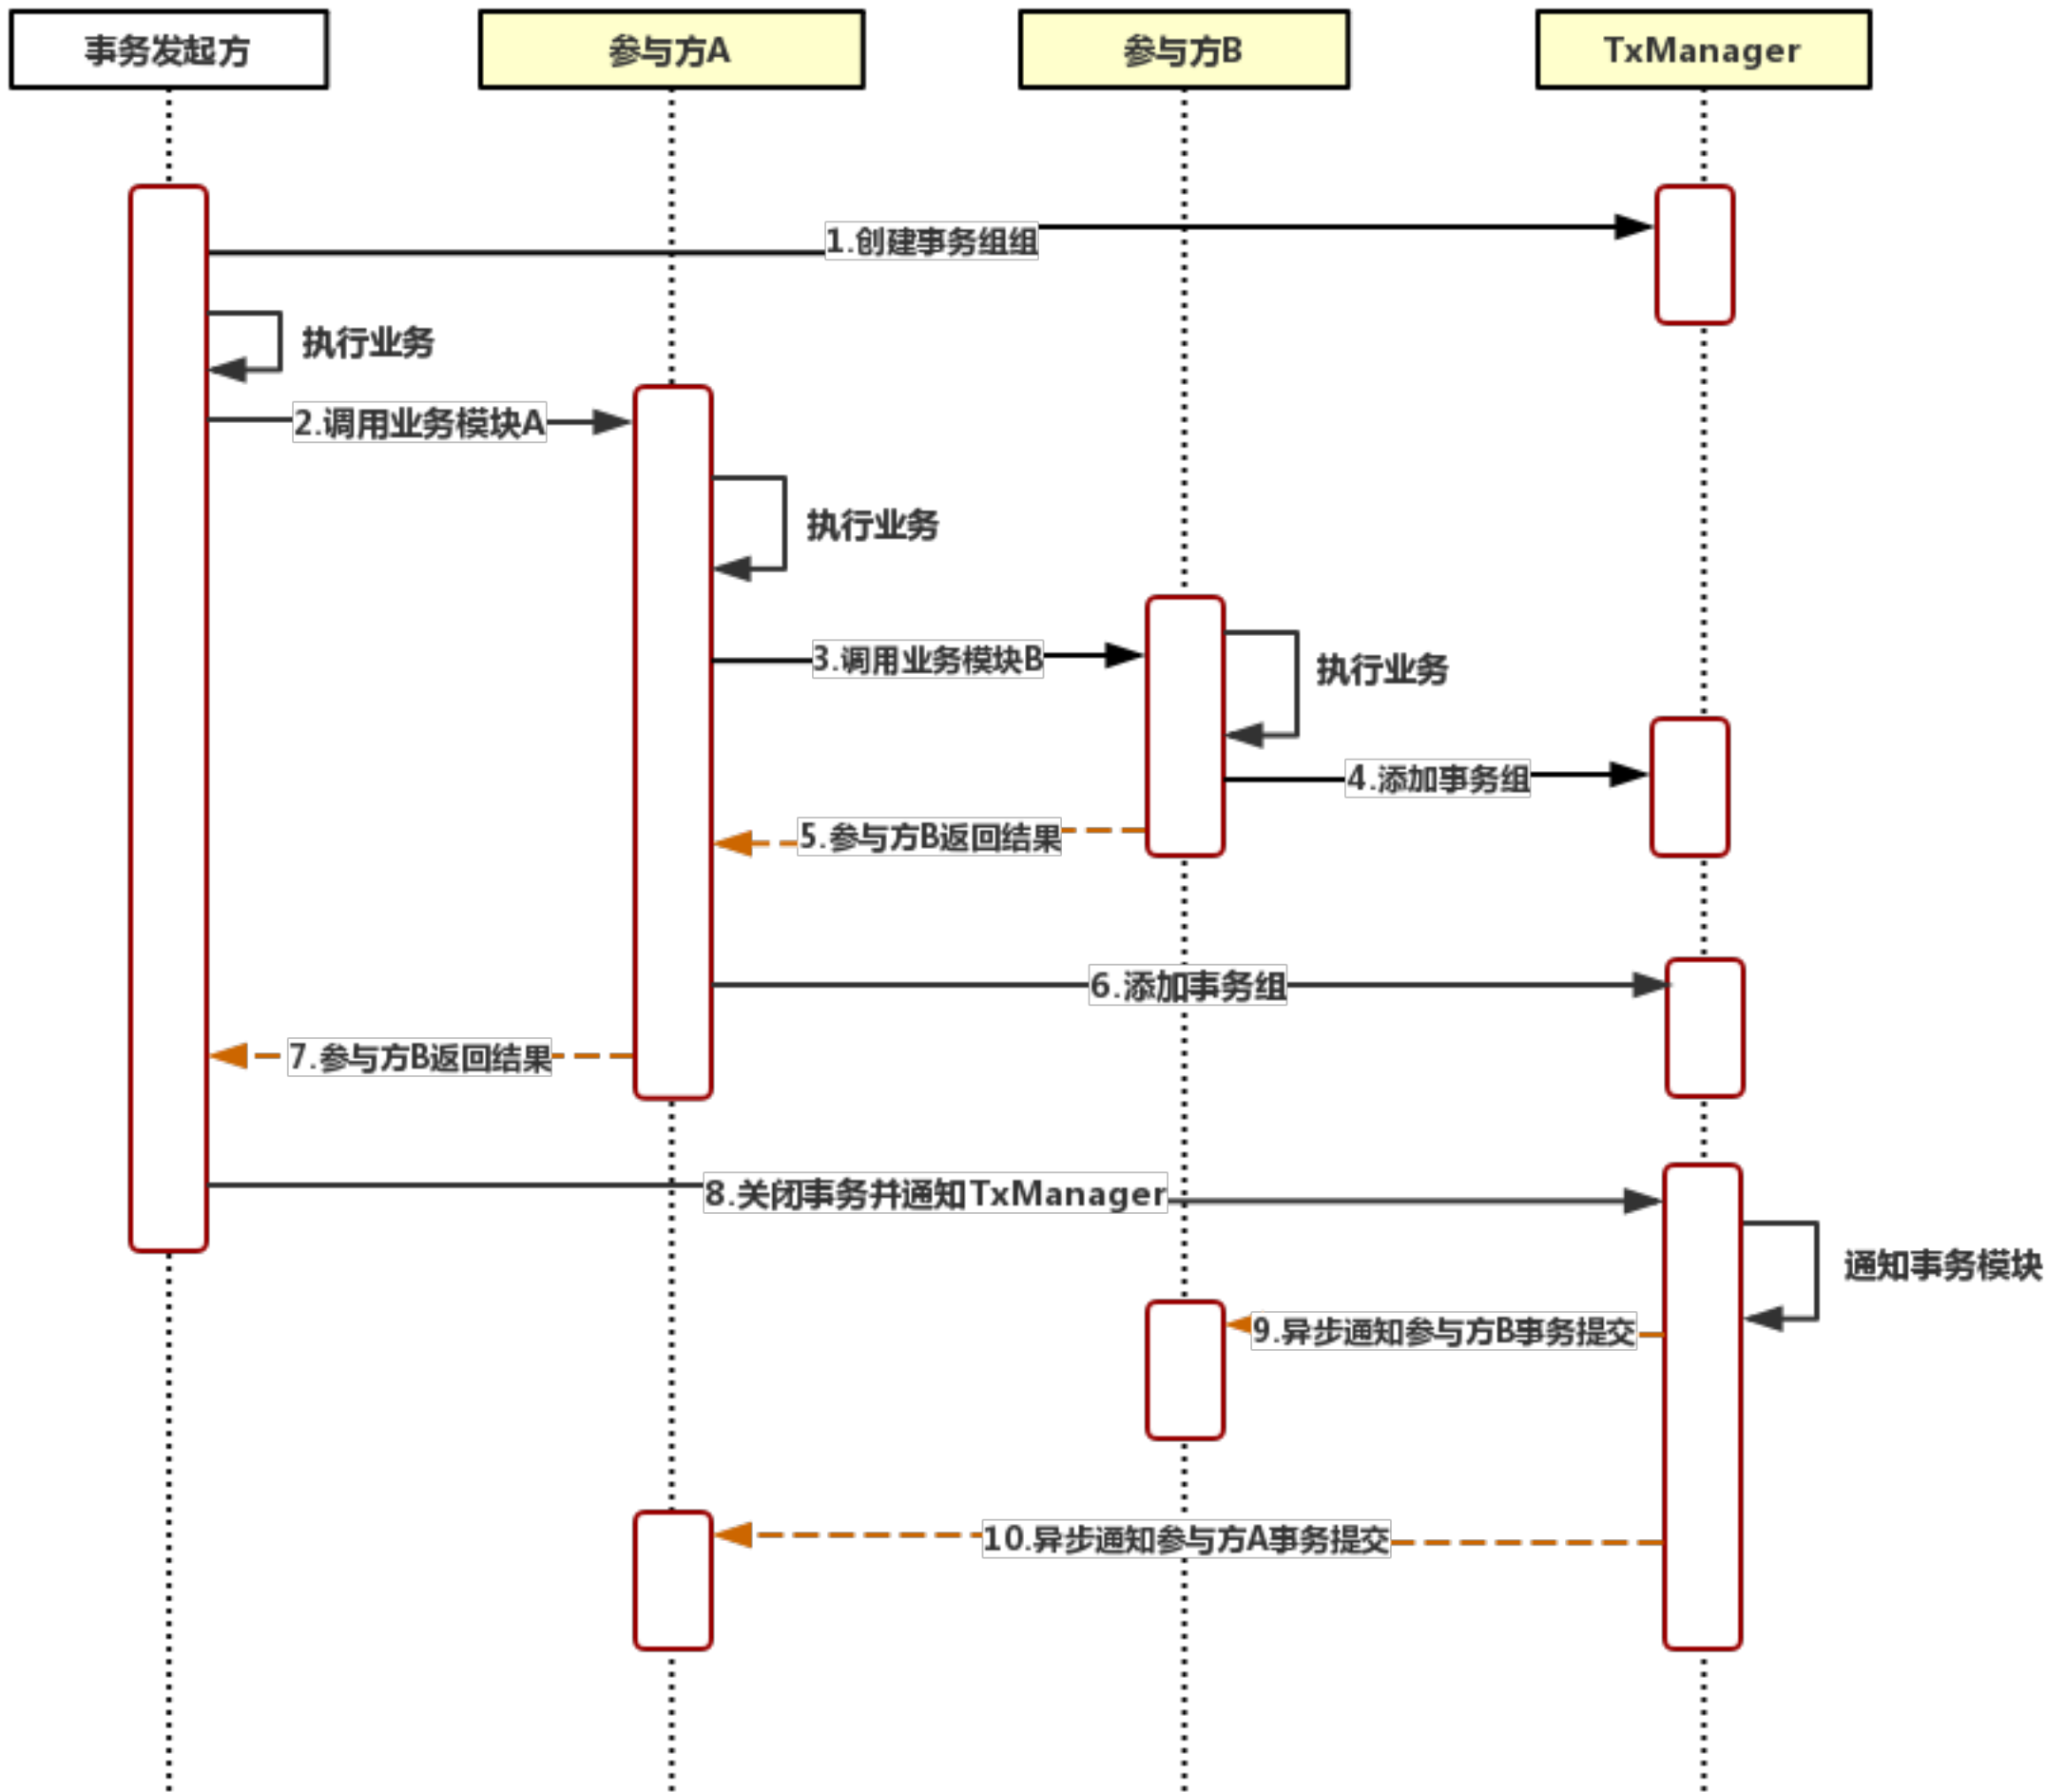 事务发起方
参与方A
参与方B
TxManager
1.创建事务组组
执行业务
2.调用业务模块A
执行业务
3.调用业务模块B
执行业务
4.添加事务组
5.参与方B返回结果
6.添加事务组
7.参与方B返回结果
8.关闭事务并通知TxManager
通知事务模块
9.异步通知参与方B事务提交
10.异步通知参与方A事务提交